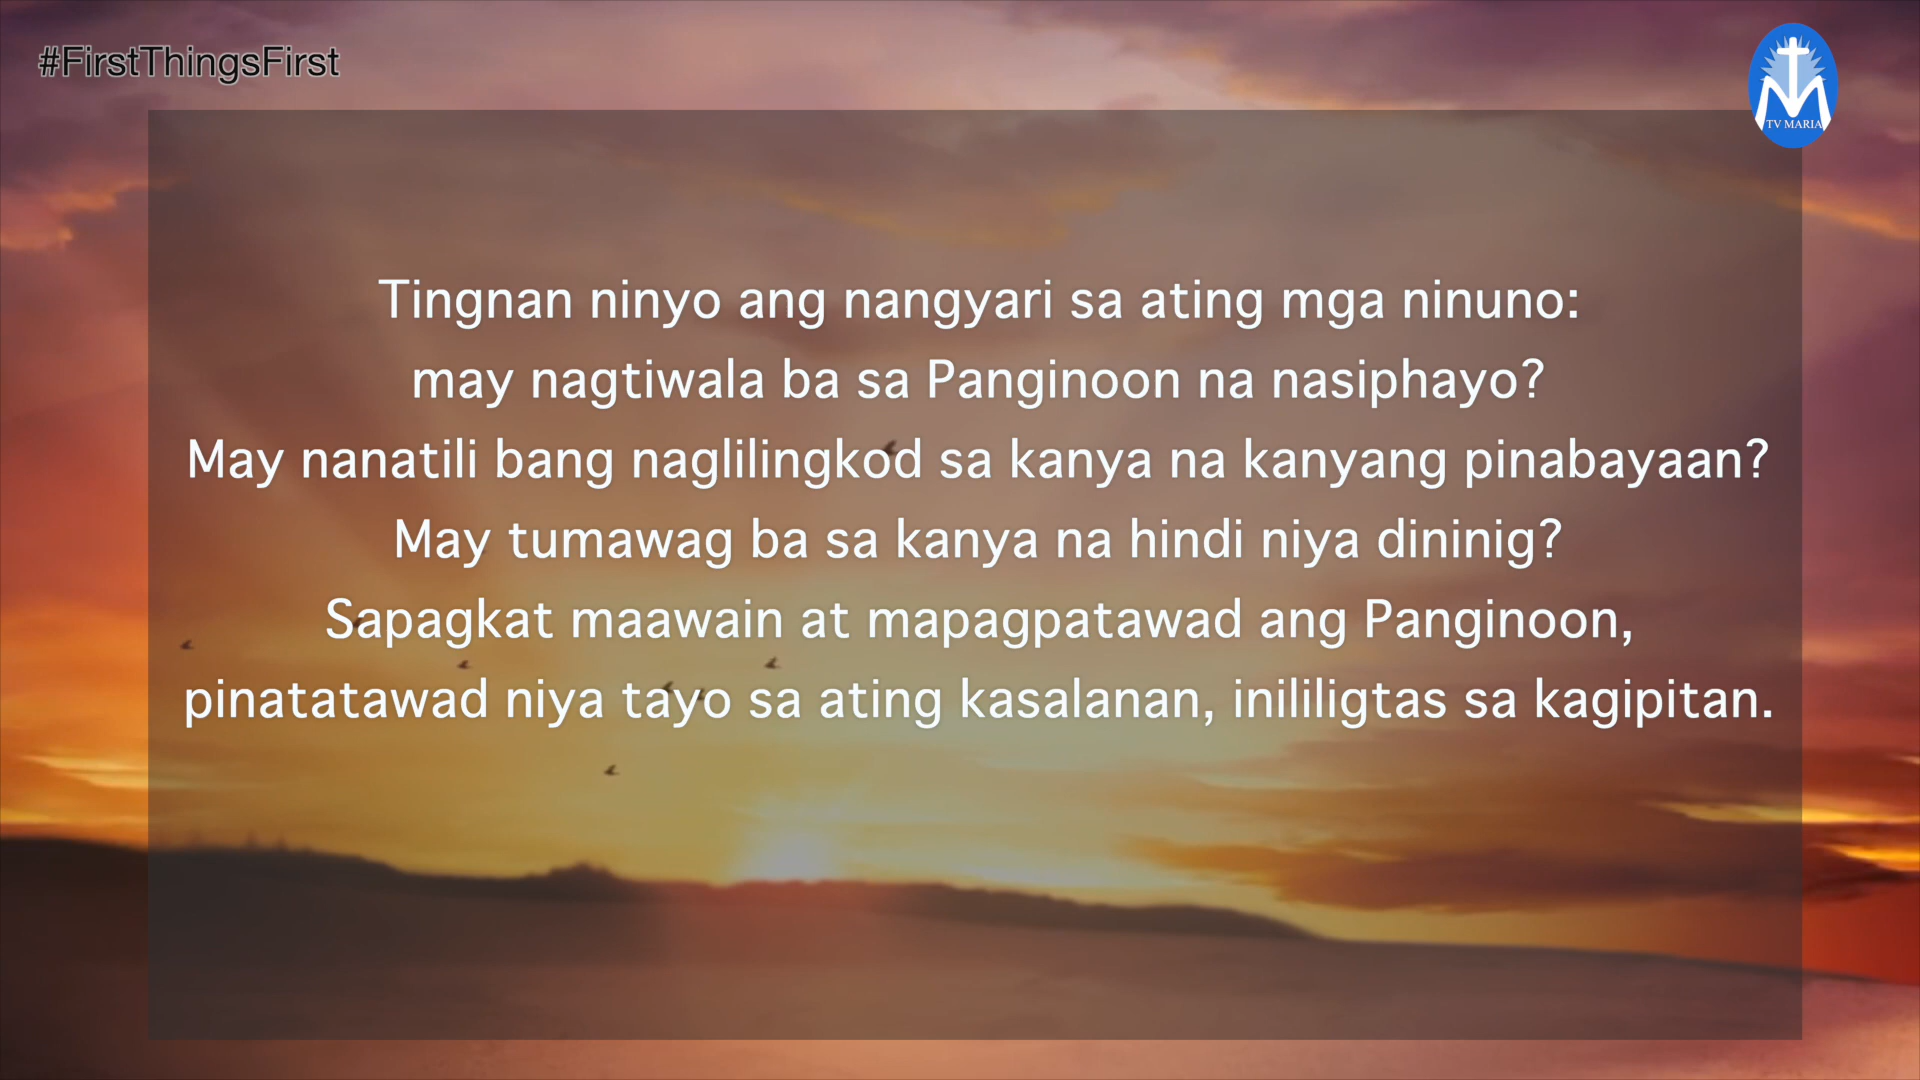 #FirstThingsFirst
TV MARIA
Tingnan ninyo ang nangyari sa ating mga ninuno:
may nagtiwala ba sa Panginoon na nasiphayo?
May nanatili bang naglilingkod sa kanya na kanyang pinabayaan?
May tumawag ba sa kanya na hindi niya dininig?
Sapagkat maawain at mapagpatawad ang Panginoon,
pinatatawad niya tayo sa ating kasalanan, inililigtas sa kagipitan.